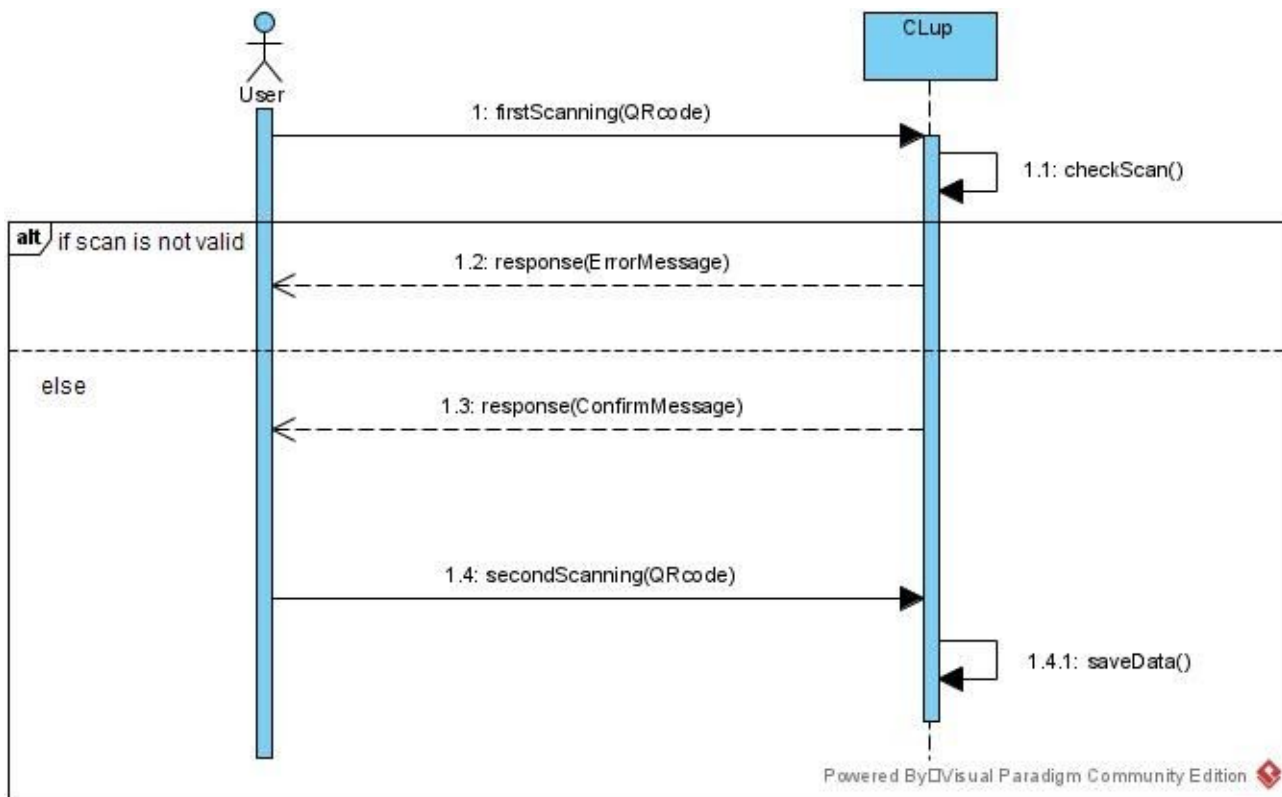 CLup
User
1: firstScanning(QRcode)
1.1: checkScan()
alt if scan is not valid
1.2: response(ErrorMessage)
else
1.3: response(ConfirmMessage)
1.4: secondScanning(QRcode)
1.4.1: saveData()
Powered By□Visual Paradigm Community Edition